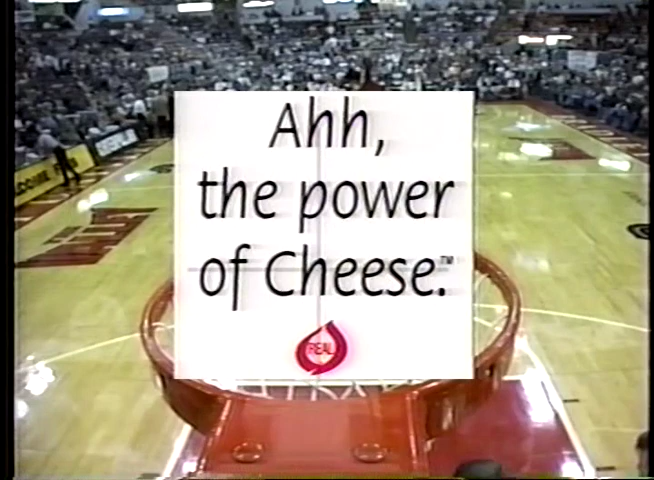 Ahh,
the power
of Cheese.™
REAL